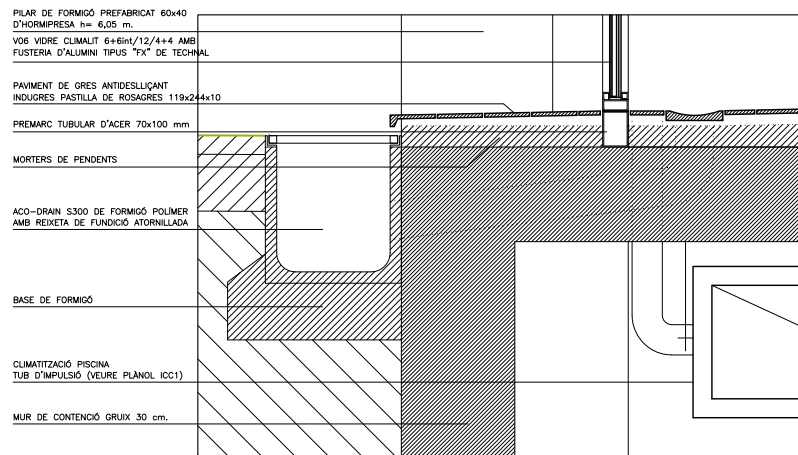 PILAR DE FORMIGÓ PREFABRICAT 60x40
D'HORMIPRESA h= 6,05 m.
V06 VIDRE CLIMALIT 6+6int/12/4+4 AMB
FUSTERIA D'ALUMINI TIPUS "FX" DE TECHNAL
PAVIMENT DE GRES ANTIDESLLIÇANT
INDUGRES PASTILLA DE ROSAGRES 119x244x10
PREMARC TUBULAR D'ACER 70x100 mm
MORTERS DE PENDENTS
ACO-DRAIN S300 DE FORMIGÓ POLÍMER
AMB REIXETA DE FUNDICIÓ ATORNILLADA
BASE DE FORMIGÓ
CLIMATITZACIÓ PISCINA
TUB D'IMPULSIÓ (VEURE PLÀNOL ICC1)
MUR DE CONTENCIÓ GRUIX 30 cm.